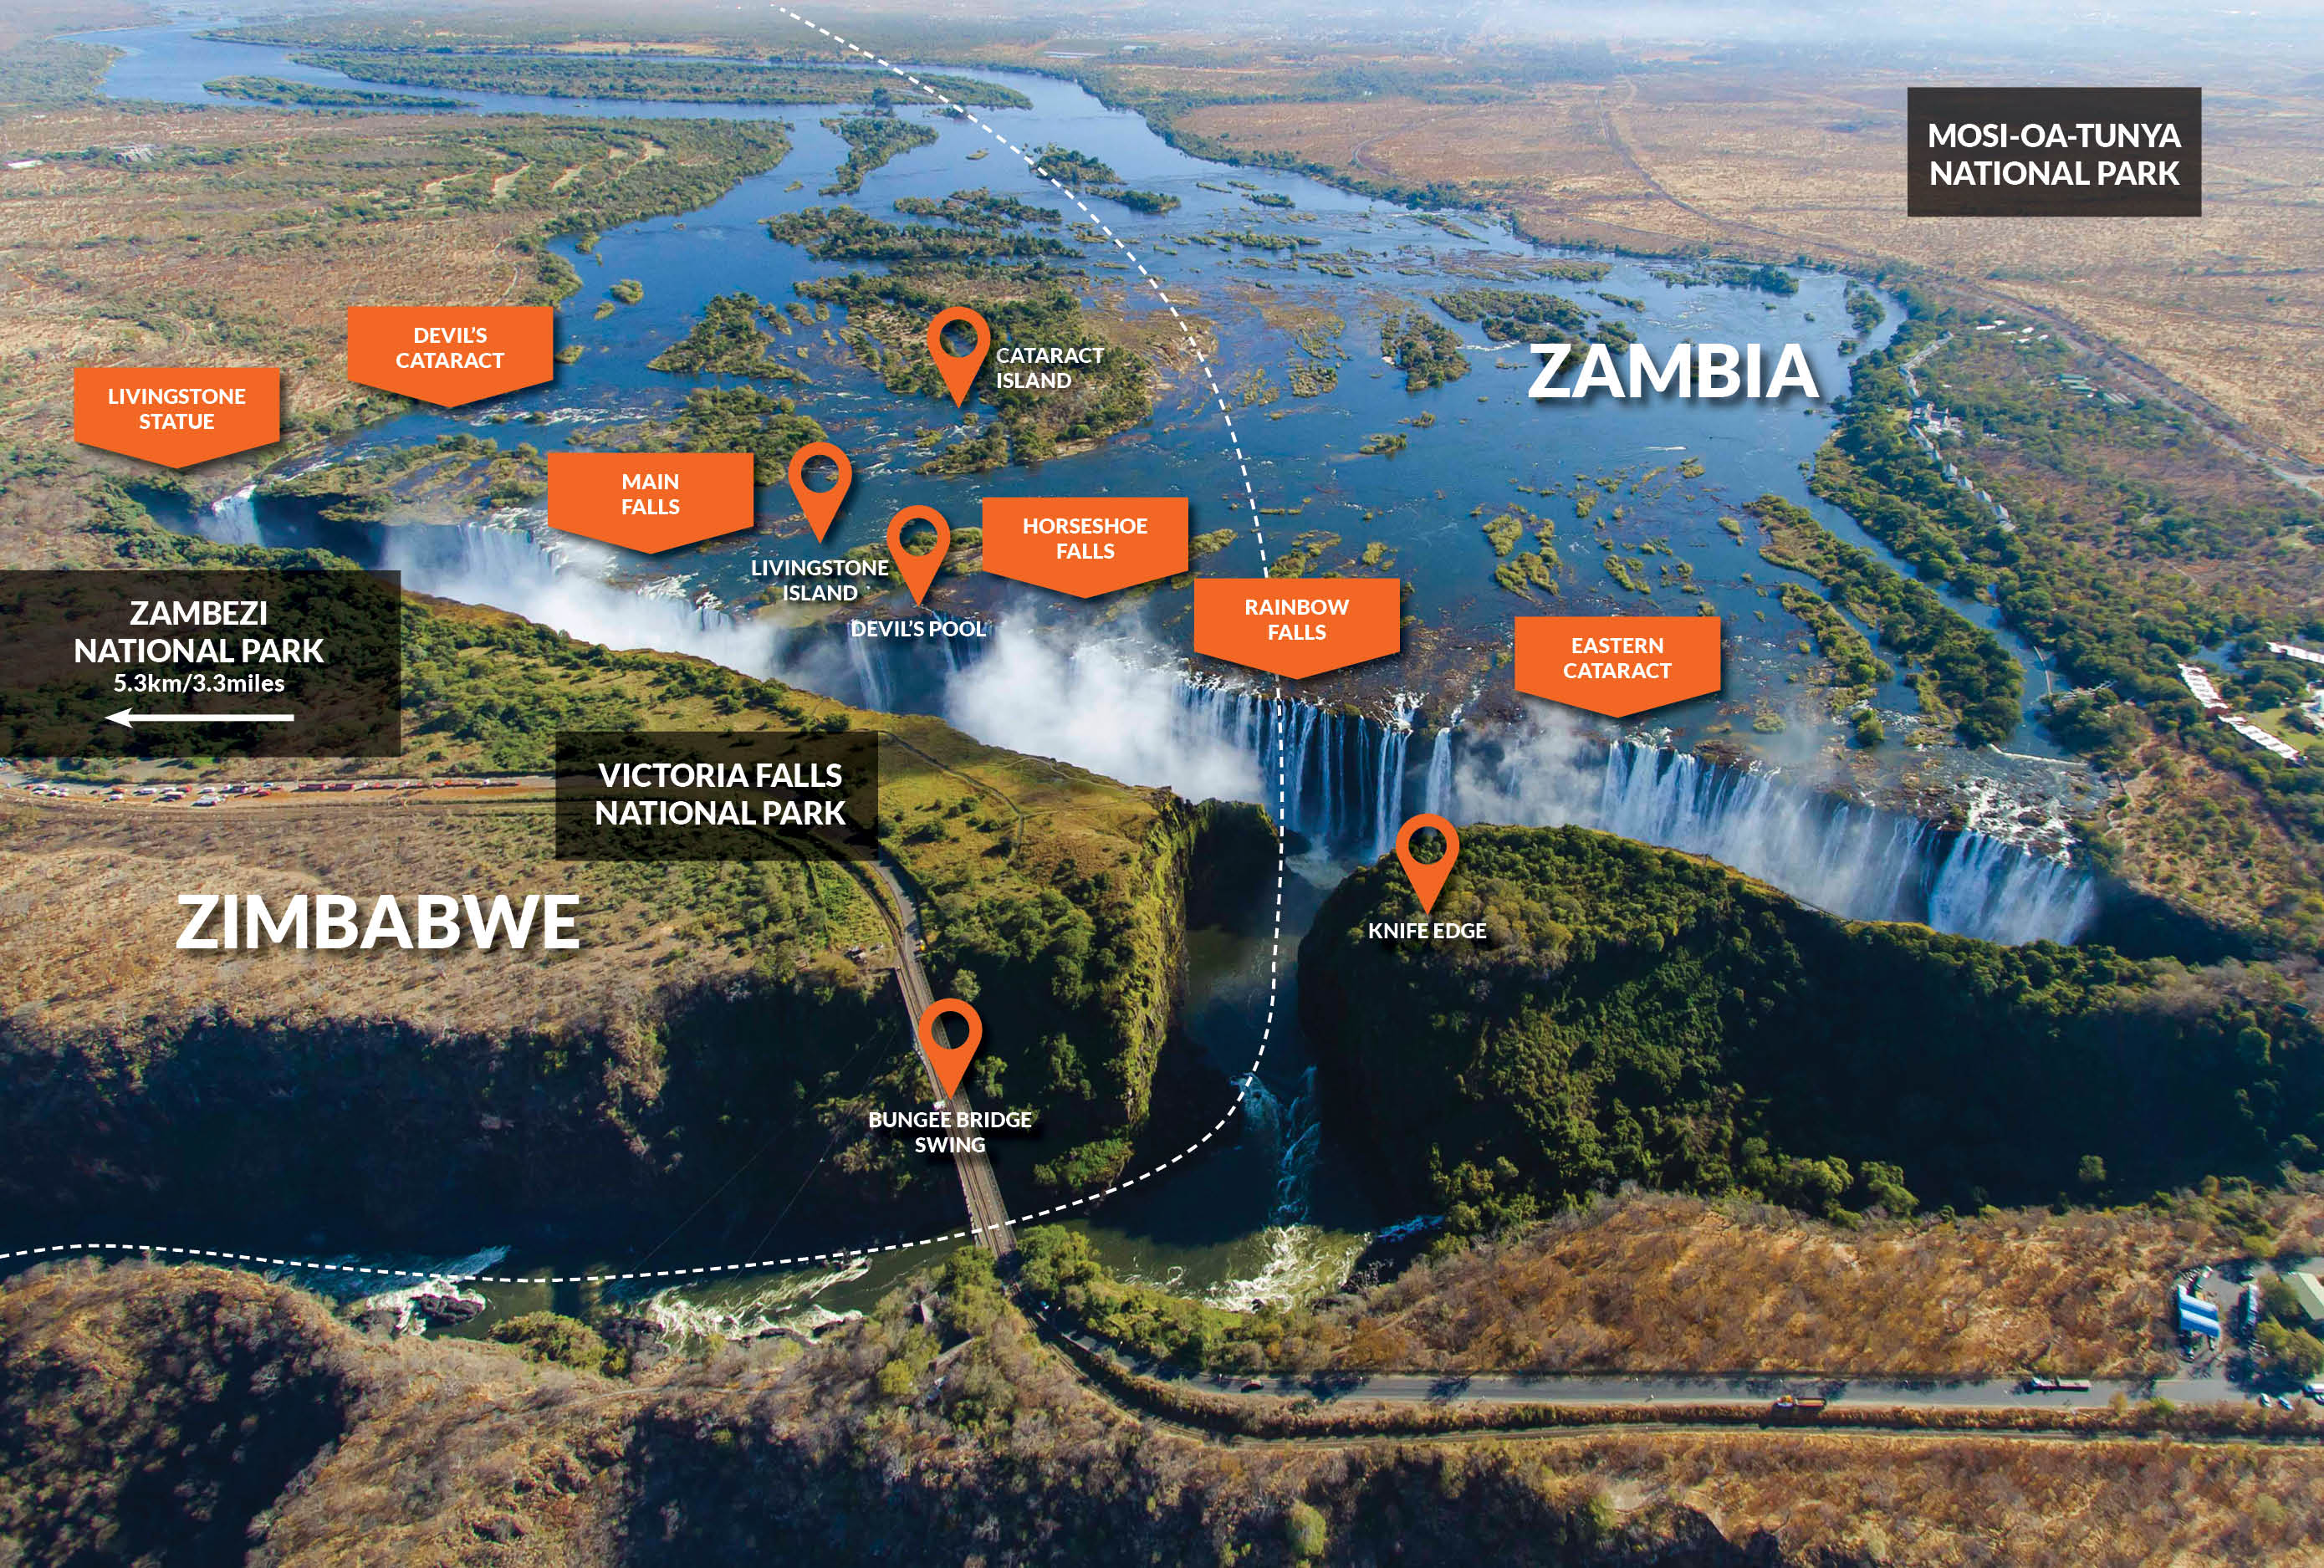 MOSI-OA-TUNYA
NATIONAL PARK
ZAMBIA
DEVIL'S
CATARACT
CATARACT
ISLAND
LIVINGSTONE
STATUE
MAIN
FALLS
HORSESHOE
FALLS
LIVINGSTONE
ISLAND
DEVIL'S POOL
RAINBOW
FALLS
EASTERN
CATARACT
ZAMBEZI
NATIONAL PARK
5.3km/3.3miles
VICTORIA FALLS
NATIONAL PARK
ZIMBABWE
KNIFE EDGE
BUNGEE BRIDGE
SWING